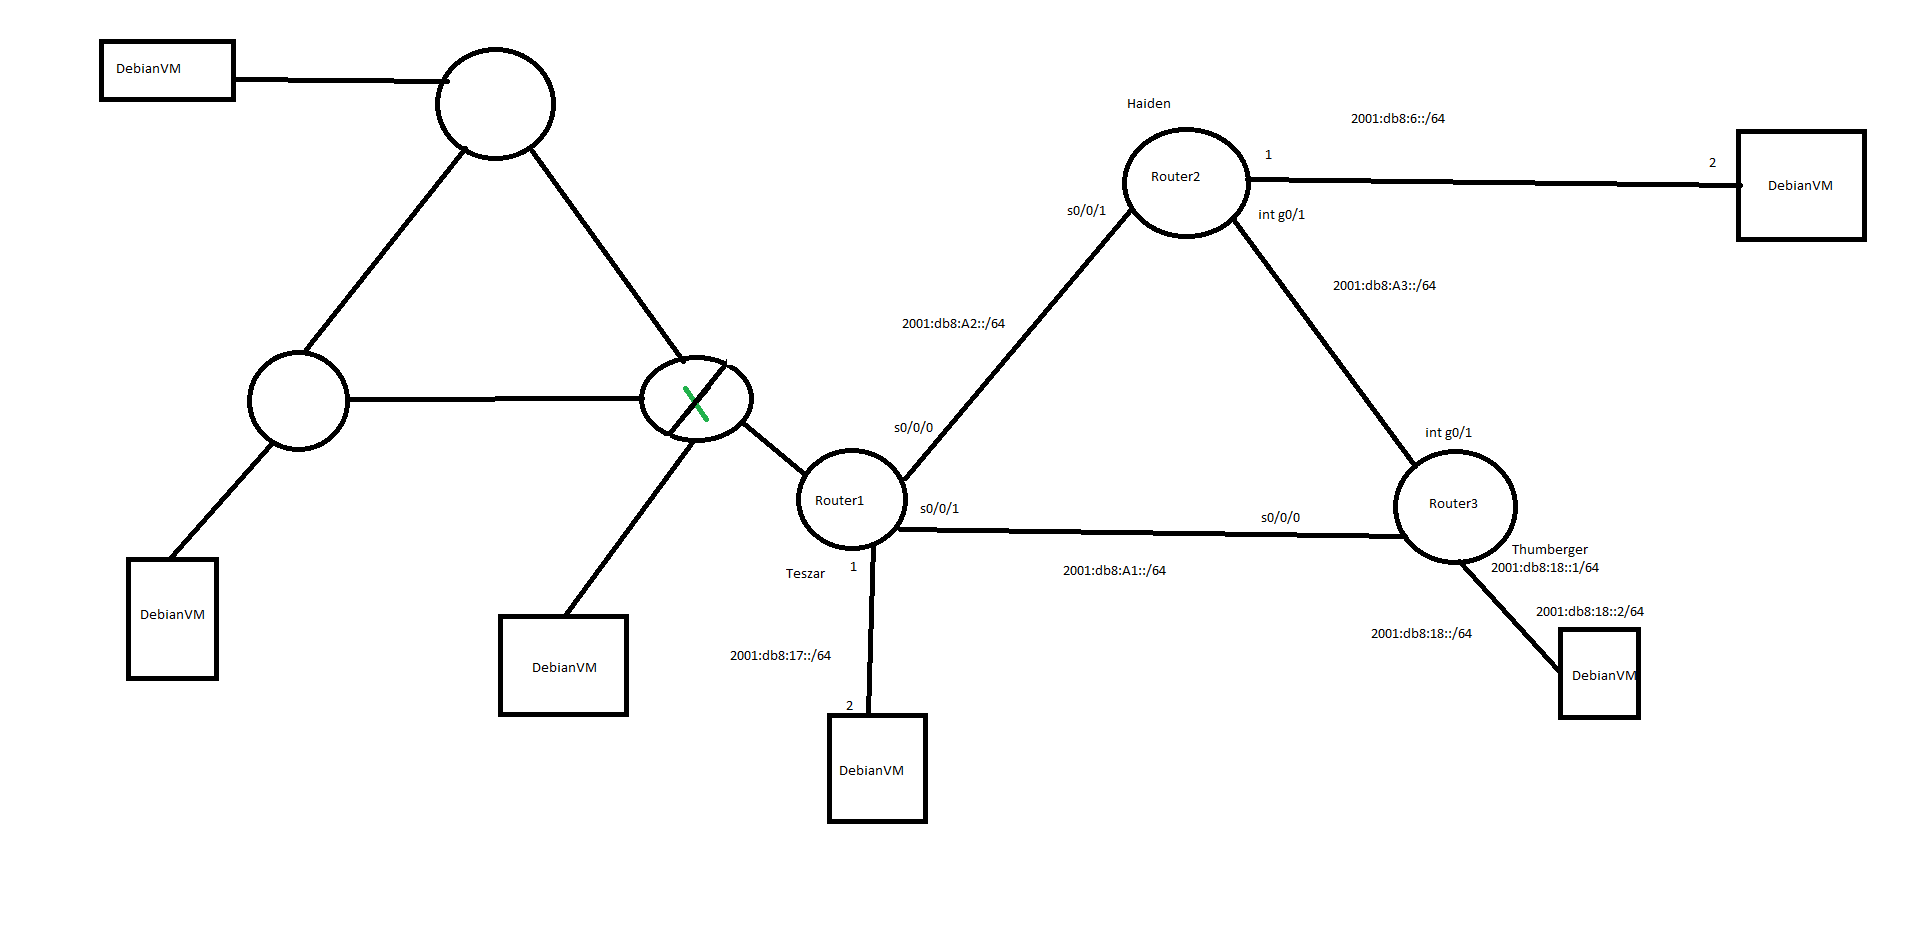 DebianVM
Haiden
2001:db8:6::/64
1
2
Router2
DebianVM
s0/0/1
int g0/1
2001:db8:A3::/64
2001:db8:A2::/64
s0/0/0
int g0/1
Router1
s0/0/1
s0/0/0
Router3
Teszar
1
2001:db8:A1::/64
Thumberger
2001:db8:18::1/64
2001:db8:18::2/64
2001:db8:18::/64
DebianVM
DebianVM
DebianVM
2001:db8:17::/64
2
DebianVM